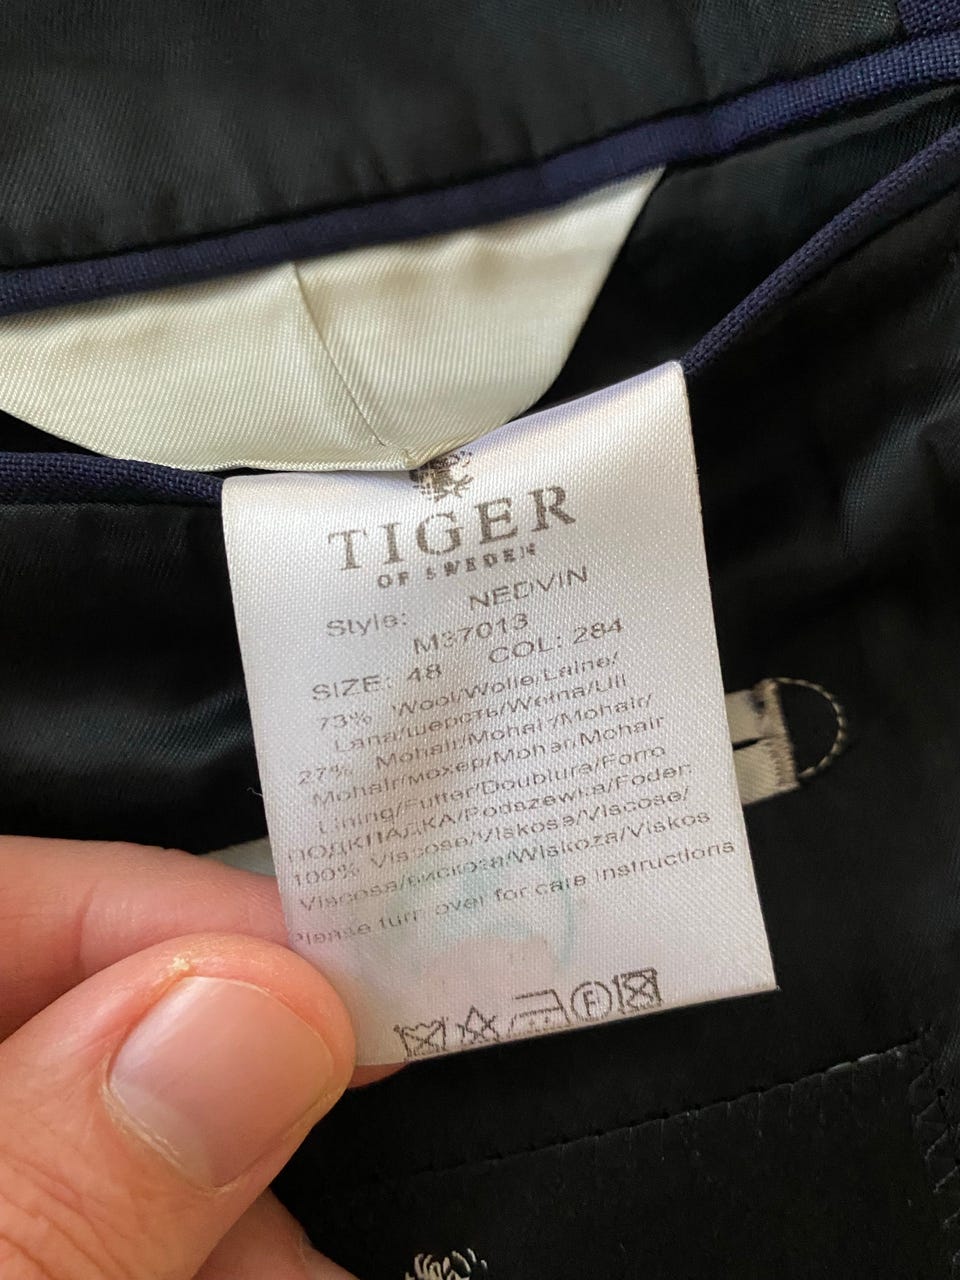 TIGER
OF SWEDEN
Style: NEDVIN
M37013
SIZE: 48 COL: 284
73% Wool/Wolle/Laine/
Lana/шерсть/Wełna/Ull
27% Mohair/Mohair/Mohair/
Mohair/мохер/Moher/Mohair
Lining/Futter/Doublure/Forro
ПОДКЛАДКА/Podszewka/Foder:
100% Viscose/Viskose/Viscose/
Viscosa/вискоза/Wiskoza/Viskos
Please turn over for care instructions
F